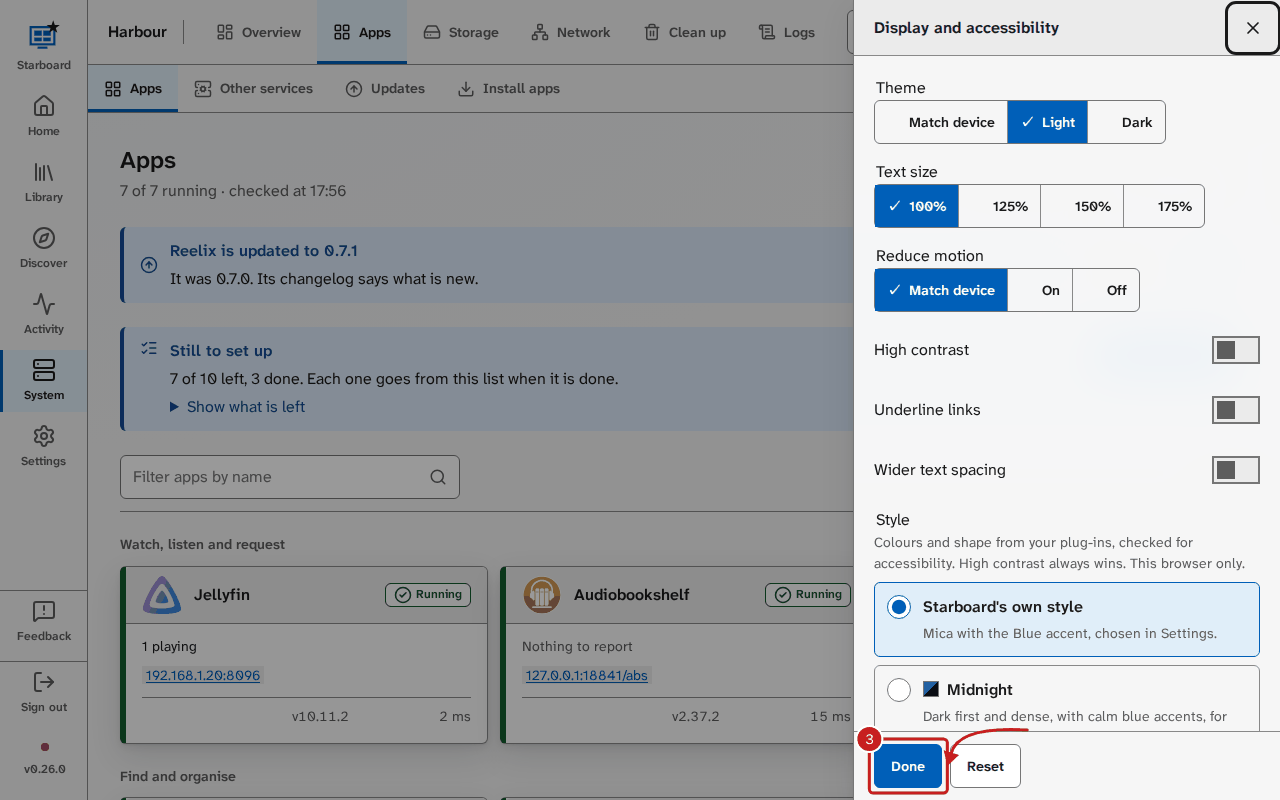 Starboard
Home
Library
Discover
Activity
System
Settings
Feedback
Sign out
v0.26.0
Harbour
Overview
Apps
Storage
Network
Clean up
Logs
Apps
Other services
Updates
Install apps
Apps
7 of 7 running · checked at 17:56
Reelix is updated to 0.7.1
It was 0.7.0. Its changelog says what is new.
Still to set up
7 of 10 left, 3 done. Each one goes from this list when it is done.
Show what is left
Filter apps by name
Watch, listen and request
Jellyfin
Running
1 playing
192.168.1.20:8096
v10.11.2
2 ms
Audiobookshelf
Running
Nothing to report
127.0.0.1:18841/abs
v2.37.2
15 ms
Find and organise
Display and accessibility
Theme
Match device
✓ Light
Dark
Text size
✓ 100%
125%
150%
175%
Reduce motion
✓ Match device
On
Off
High contrast
Underline links
Wider text spacing
Style
Colours and shape from your plug-ins, checked for
accessibility. High contrast always wins. This browser only.
Starboard's own style
Mica with the Blue accent, chosen in Settings.
Midnight
Dark first and dense, with calm blue accents, for
3
Done
Reset